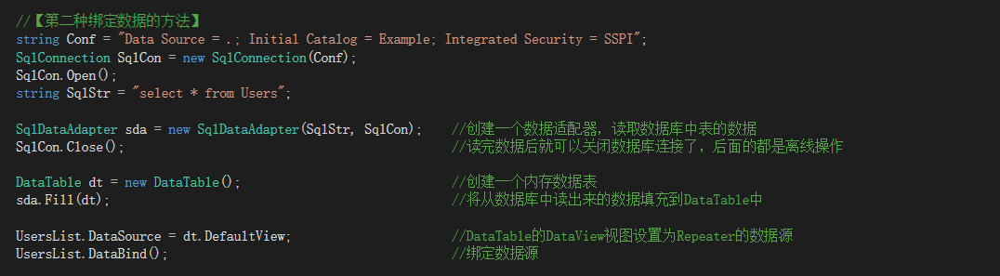 //【第二种绑定数据的方法】
string Conf = "Data Source = .; Initial Catalog = Example; Integrated Security = SSPI";
SqlConnection SqlCon = new SqlConnection(Conf);
SqlCon.Open();
string SqlStr = "select * from Users";
SqlDataAdapter sda = new SqlDataAdapter(SqlStr, SqlCon);    //创建一个数据适配器，读取数据库中表的数据
SqlCon.Close();    //读完数据后就可以关闭数据库连接了，后面的都是离线操作
DataTable dt = new DataTable();    //创建一个内存数据表
sda.Fill(dt);    //将从数据库中读出来的数据填充到DataTable中
UsersList.DataSource = dt.DefaultView;    //DataTable的DataView视图设置为Repeater的数据源
UsersList.DataBind();    //绑定数据源